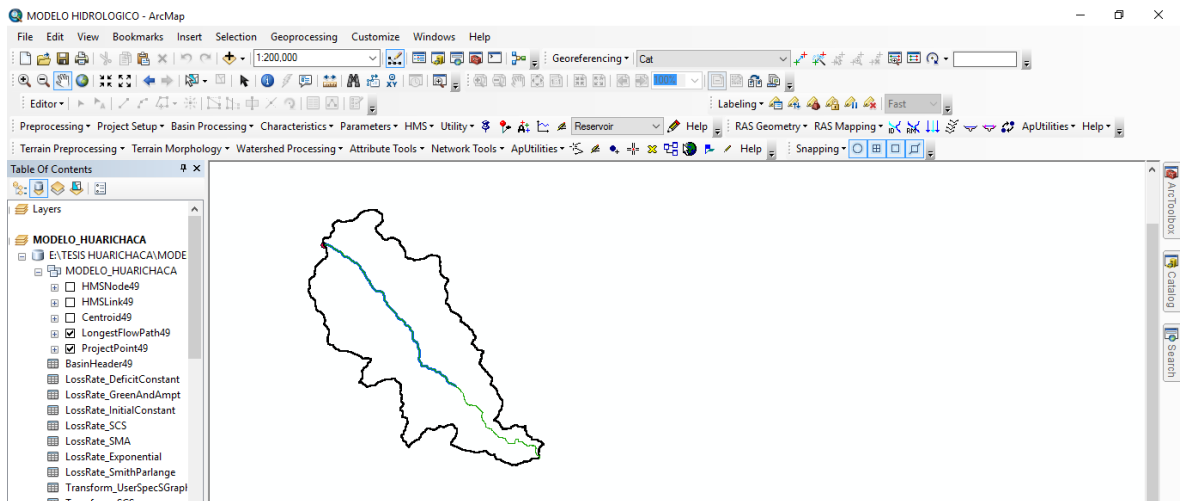 MODELO HIDROLOGICO - ArcMap
File Edit View Bookmarks Insert Selection Geoprocessing Customize Windows Help
1:200,000 Georeferencing Cat
100%
Editor Labeling Fast
Preprocessing Project Setup Basin Processing Characteristics Parameters HMS Utility Reservoir Help RAS Geometry RAS Mapping ApUtilities Help
Terrain Preprocessing Terrain Morphology Watershed Processing Attribute Tools Network Tools ApUtilities Help Snapping
Table Of Contents
Layers
MODELO_HUARICHACA
E:\TESIS HUARICHACA\MODE
MODELO_HUARICHACA
HMSNode49
HMSLink49
Centroid49
LongestFlowPath49
ProjectPoint49
BasinHeader49
LossRate_DeficitConstant
LossRate_GreenAndAmpt
LossRate_InitialConstant
LossRate_SCS
LossRate_SMA
LossRate_Exponential
LossRate_SmithParlange
Transform_UserSpecSGraph
ArcToolbox
Catalog
Search